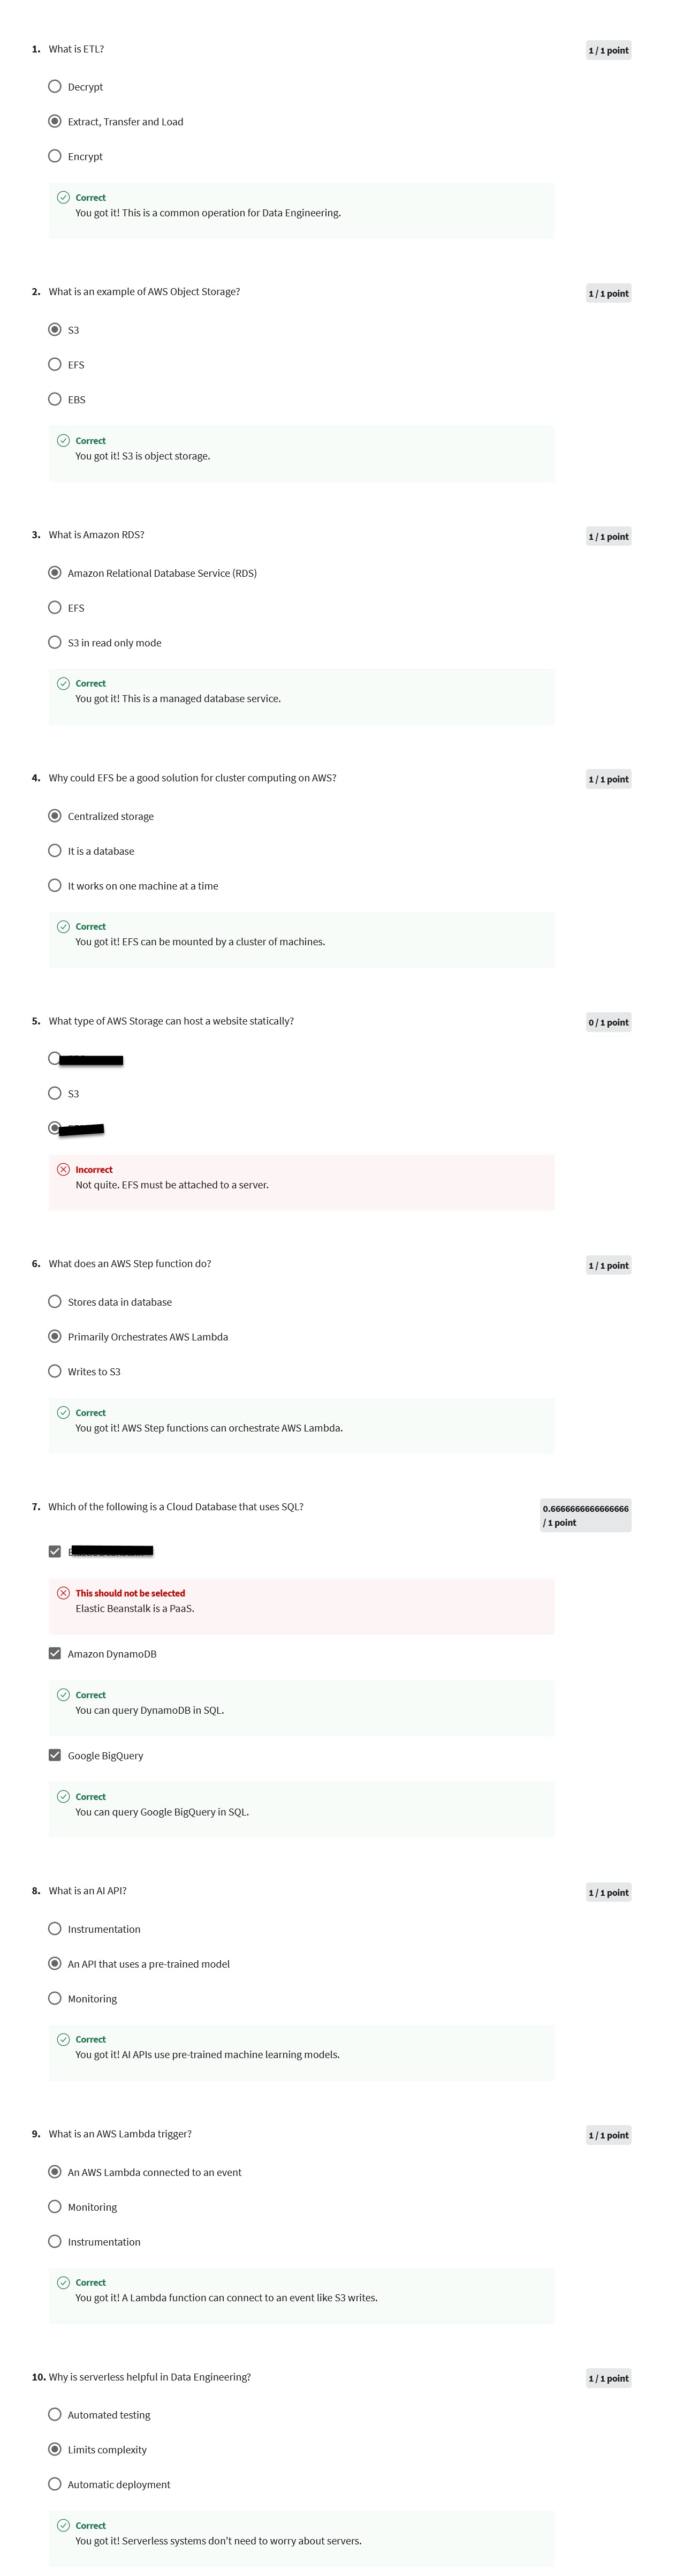 1. What is ETL?
1 / 1 point
Decrypt
Extract, Transfer and Load
Encrypt
Correct
You got it! This is a common operation for Data Engineering.
2. What is an example of AWS Object Storage?
1 / 1 point
S3
EFS
EBS
Correct
You got it! S3 is object storage.
3. What is Amazon RDS?
1 / 1 point
Amazon Relational Database Service (RDS)
EFS
S3 in read only mode
Correct
You got it! This is a managed database service.
4. Why could EFS be a good solution for cluster computing on AWS?
1 / 1 point
Centralized storage
It is a database
It works on one machine at a time
Correct
You got it! EFS can be mounted by a cluster of machines.
5. What type of AWS Storage can host a website statically?
0 / 1 point
S3
Incorrect
Not quite. EFS must be attached to a server.
6. What does an AWS Step function do?
1 / 1 point
Stores data in database
Primarily Orchestrates AWS Lambda
Writes to S3
Correct
You got it! AWS Step functions can orchestrate AWS Lambda.
7. Which of the following is a Cloud Database that uses SQL?
0.6666666666666666
/ 1 point
This should not be selected
Elastic Beanstalk is a PaaS.
Amazon DynamoDB
Correct
You can query DynamoDB in SQL.
Google BigQuery
Correct
You can query Google BigQuery in SQL.
8. What is an AI API?
1 / 1 point
Instrumentation
An API that uses a pre-trained model
Monitoring
Correct
You got it! AI APIs use pre-trained machine learning models.
9. What is an AWS Lambda trigger?
1 / 1 point
An AWS Lambda connected to an event
Monitoring
Instrumentation
Correct
You got it! A Lambda function can connect to an event like S3 writes.
10. Why is serverless helpful in Data Engineering?
1 / 1 point
Automated testing
Limits complexity
Automatic deployment
Correct
You got it! Serverless systems don't need to worry about servers.